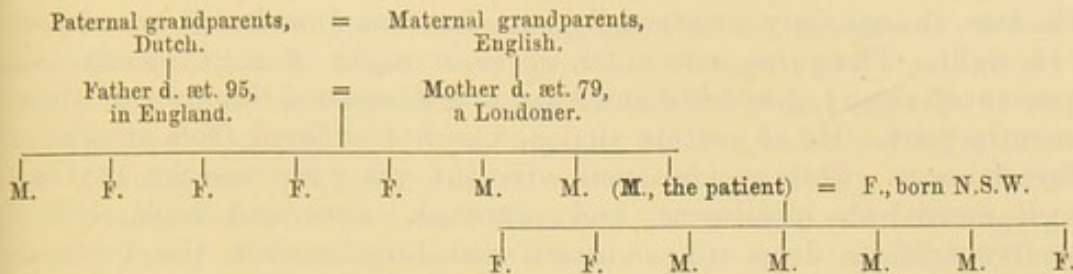 Paternal grandparents, = Maternal grandparents,
Dutch. English.
Father d. æt. 95, = Mother d. æt. 79,
in England. a Londoner.
M. F. F. F. F. M. M. (M., the patient) = F., born N.S.W.
F. F. M. M. M. M. F.